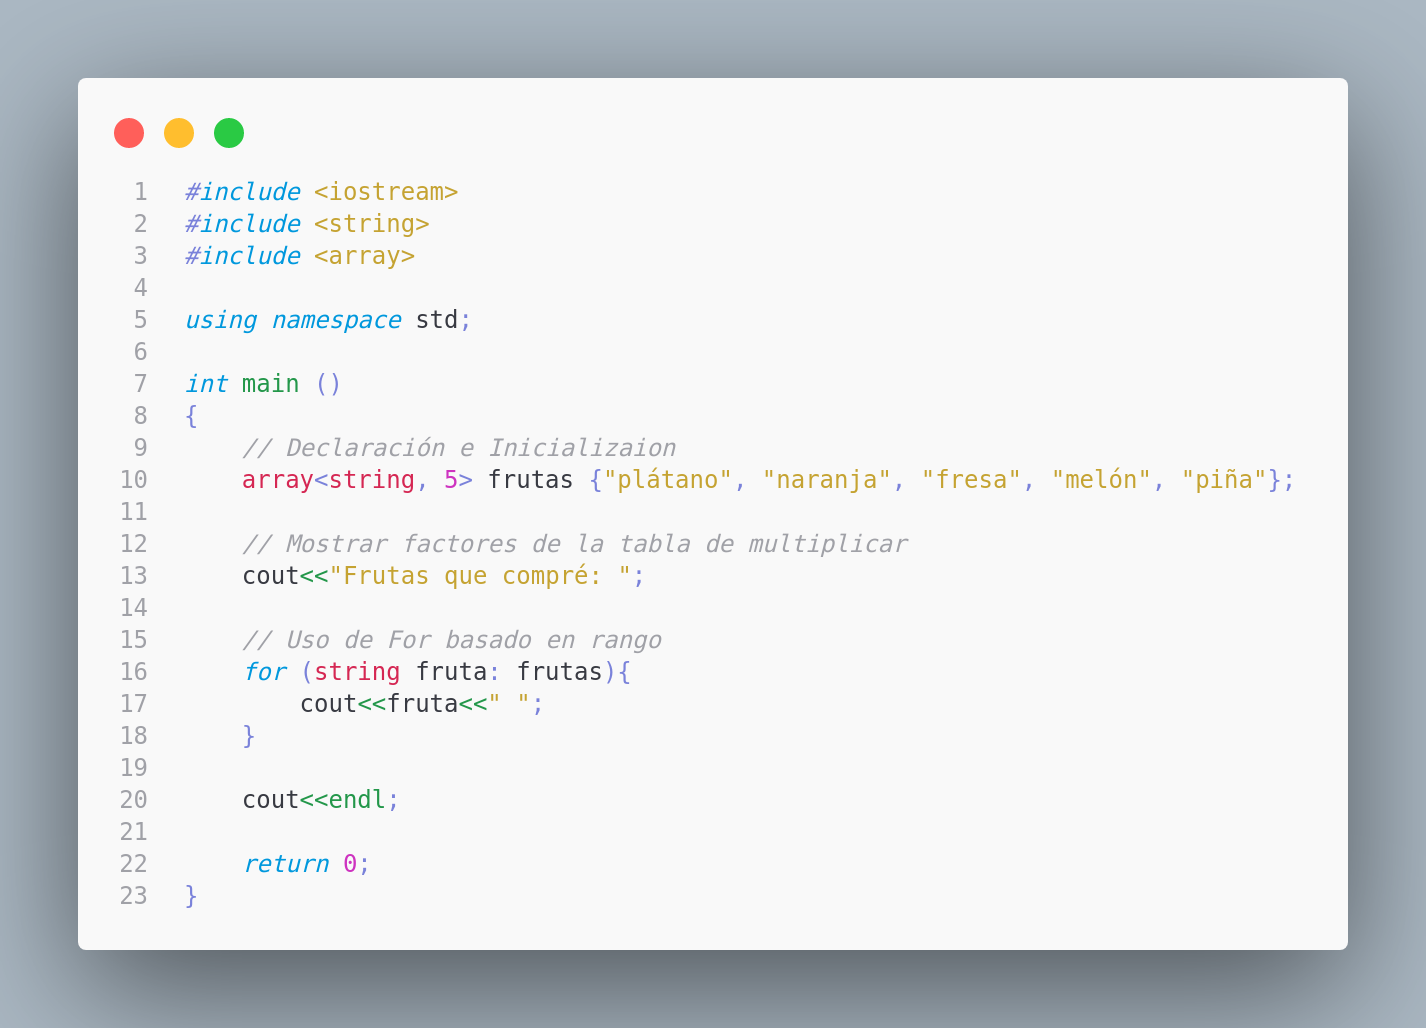 1 #include <iostream>
2 #include <string>
3 #include <array>
4
5 using namespace std;
6
7 int main ()
8 {
9     // Declaración e Inicializaion
10     array<string, 5> frutas {"plátano", "naranja", "fresa", "melón", "piña"};
11
12     // Mostrar factores de la tabla de multiplicar
13     cout<<"Frutas que compré: ";
14
15     // Uso de For basado en rango
16     for (string fruta: frutas){
17         cout<<fruta<<" ";
18     }
19
20     cout<<endl;
21
22     return 0;
23 }